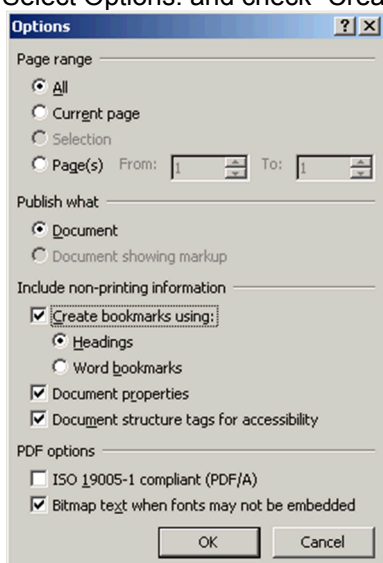 Select Options. and check "Crea
Options
Page range
All
Current page
Selection
Page(s) From: 1 To: 1
Publish what
Document
Document showing markup
Include non-printing information
Create bookmarks using:
Headings
Word bookmarks
Document properties
Document structure tags for accessibility
PDF options
ISO 19005-1 compliant (PDF/A)
Bitmap text when fonts may not be embedded
OK Cancel